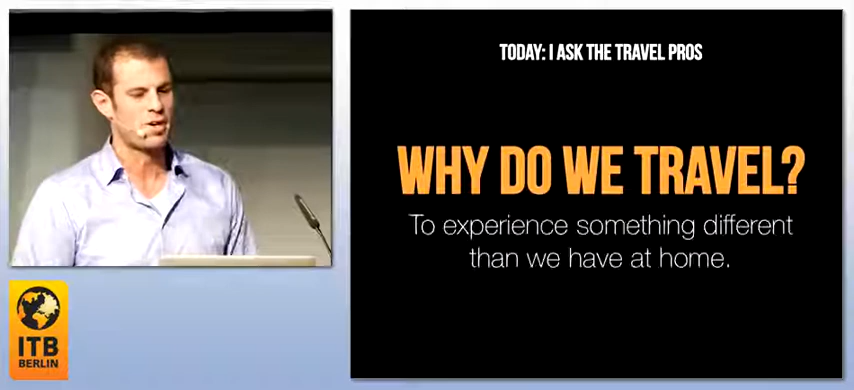 TODAY: I ASK THE TRAVEL PROS
WHY DO WE TRAVEL?
To experience something different
than we have at home.
ITB
BERLIN